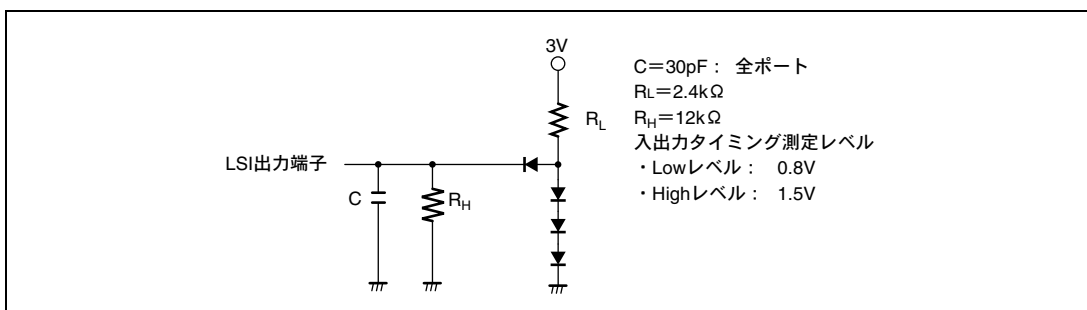 3V
C=30pF: 全ポート
RL=2.4kΩ
RH=12kΩ
入出力タイミング測定レベル
・Lowレベル: 0.8V
・Highレベル: 1.5V
RL
LSI出力端子
C
RH